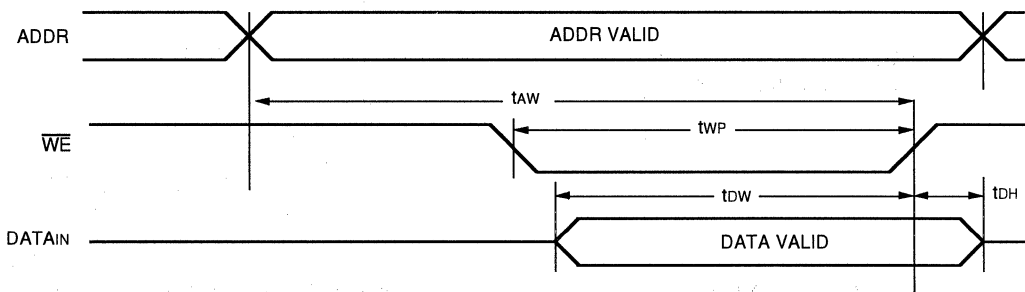 ADDR
ADDR VALID
tAW
WE
tWP
tDW
tDH
DATAIN
DATA VALID